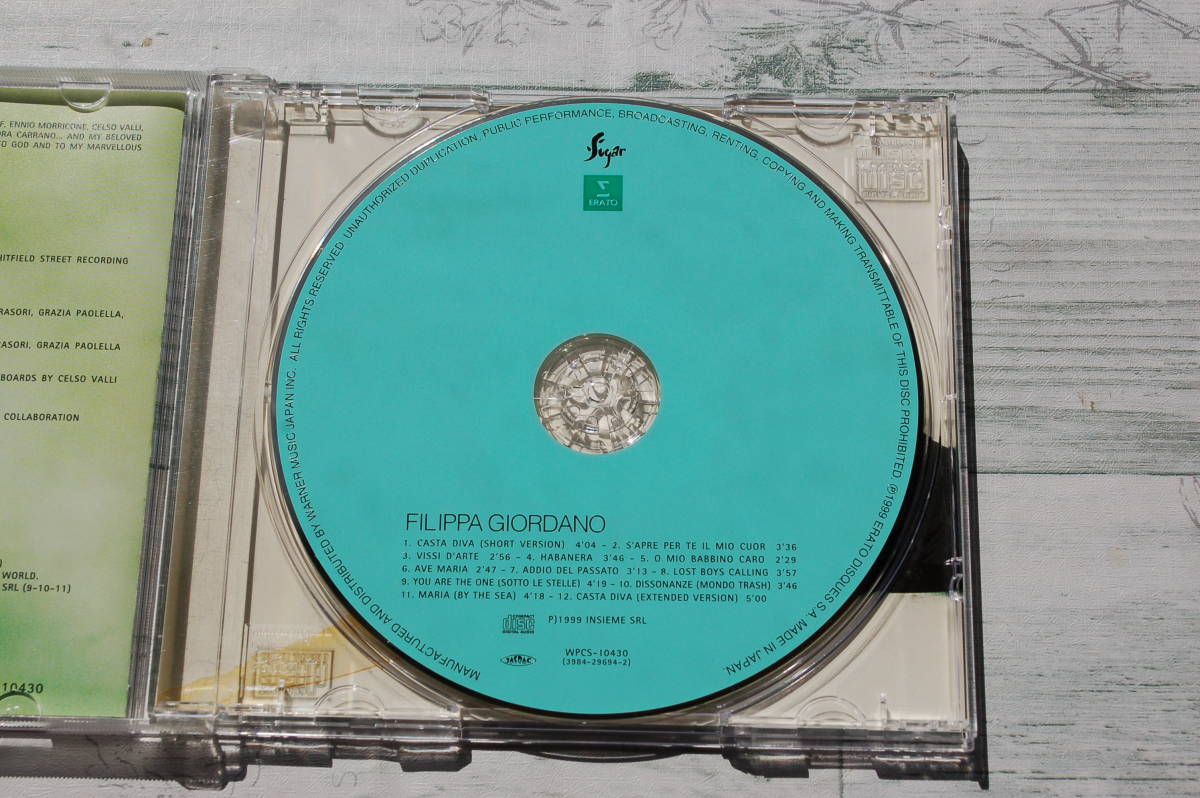 F, ENNIO MORRICONE, CELSO VALLI,
ORA CARRANO... AND MY BELOVED
TO GOD AND TO MY MARVELLOUS
HITFIELD STREET RECORDING
RASORI, GRAZIA PAOLELLA,
RASORI, GRAZIA PAOLELLA
BOARDS BY CELSO VALLI
COLLABORATION
WORLD.
SRL (9-10-11)
10430
MANUFACTURED AND DISTRIBUTED BY WARNER MUSIC JAPAN INC. ALL RIGHTS RESERVED. UNAUTHORIZED DUPLICATION, PUBLIC PERFORMANCE, BROADCASTING, RENTING, COPYING AND MAKING TRANSMITTABLE OF THIS DISC PROHIBITED. ℗1999 ERATO DISQUES S.A. MADE IN JAPAN.
Sugar
ERATO
FILIPPA GIORDANO
1. CASTA DIVA (SHORT VERSION) 4'04 – 2. S'APRE PER TE IL MIO CUOR 3'36
3. VISSI D'ARTE 2'56 – 4. HABANERA 3'46 – 5. O MIO BABBINO CARO 2'29
6. AVE MARIA 2'47 – 7. ADDIO DEL PASSATO 3'13 – 8. LOST BOYS CALLING 3'57
9. YOU ARE THE ONE (SOTTO LE STELLE) 4'19 – 10. DISSONANZE (MONDO TRASH) 3'46
11. MARIA (BY THE SEA) 4'18 – 12. CASTA DIVA (EXTENDED VERSION) 5'00
COMPACT
disc
DIGITAL AUDIO
P)1999 INSIEME SRL
JASRAC
WPCS-10430
(3984-29694-2)